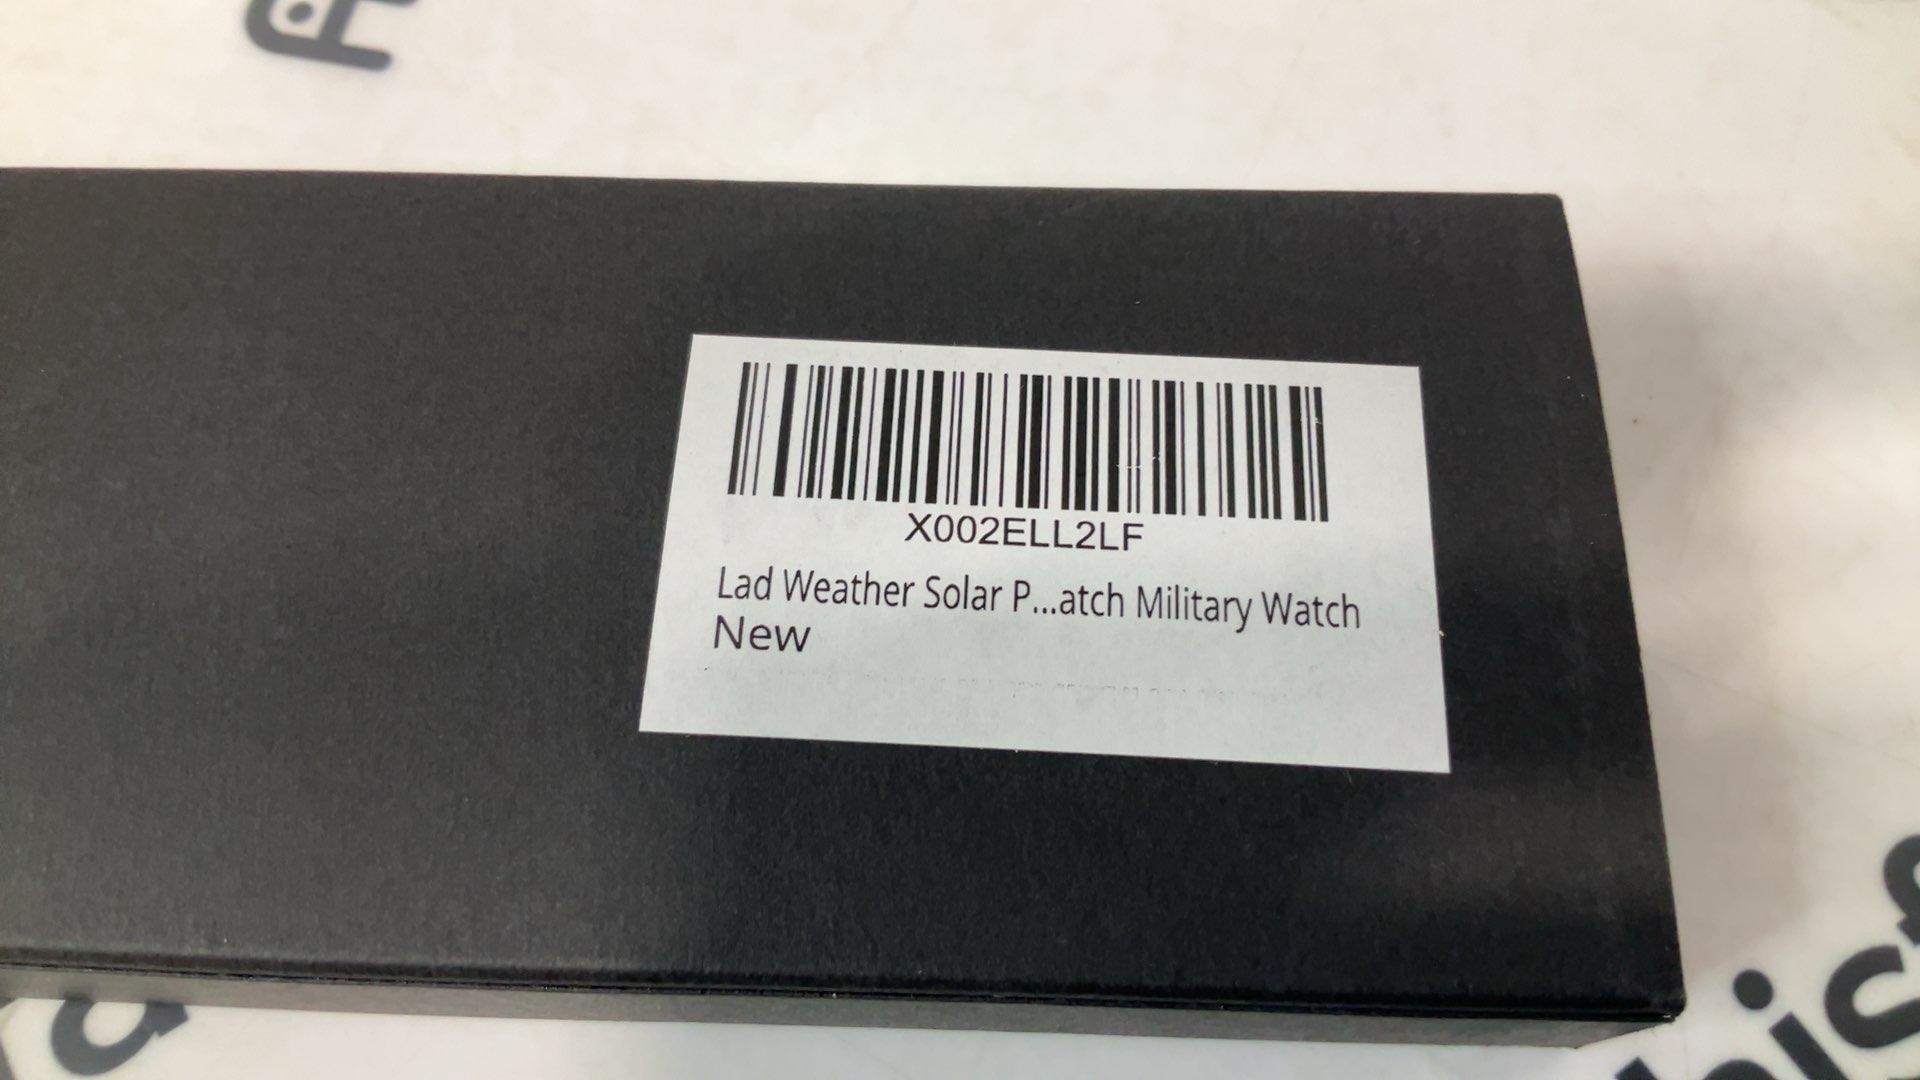 X002ELL2LF
Lad Weather Solar P...atch Military Watch
New